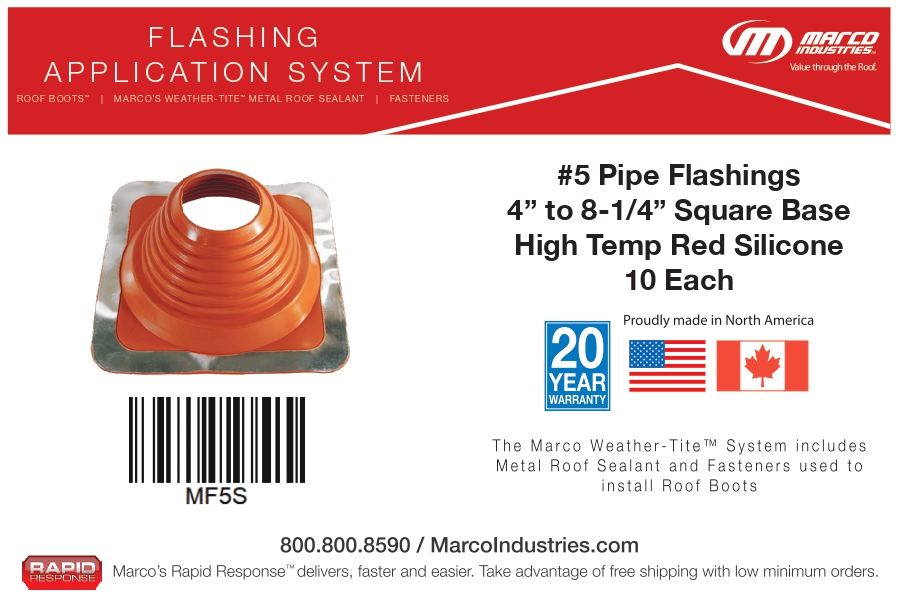 FLASHING
APPLICATION SYSTEM
ROOF BOOTS™ | MARCO'S WEATHER-TITE™ METAL ROOF SEALANT | FASTENERS
MARCO
INDUSTRIES™
Value through the Roof.
#5 Pipe Flashings
4” to 8-1/4” Square Base
High Temp Red Silicone
10 Each
Proudly made in North America
20
YEAR
WARRANTY
MF5S
The Marco Weather-Tite™ System includes
Metal Roof Sealant and Fasteners used to
install Roof Boots
800.800.8590 / MarcoIndustries.com
RAPID
RESPONSE
Marco’s Rapid Response™ delivers, faster and easier. Take advantage of free shipping with low minimum orders.